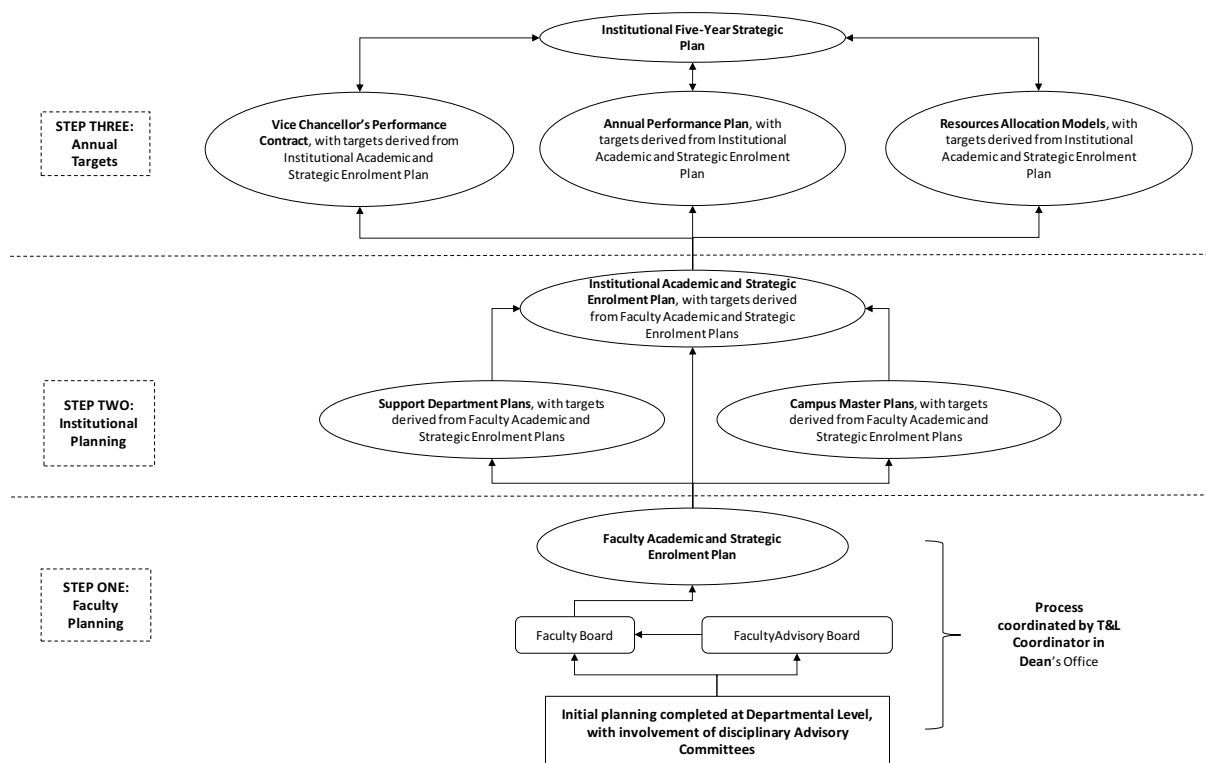 Institutional Five-Year Strategic
Plan
STEP THREE:
Annual
Targets
Vice Chancellor's Performance
Contract, with targets derived from
Institutional Academic and
Strategic Enrolment Plan
Annual Performance Plan, with
targets derived from Institutional
Academic and Strategic Enrolment
Plan
Resources Allocation Models, with
targets derived from Institutional
Academic and Strategic Enrolment
Plan
Institutional Academic and Strategic
Enrolment Plan, with targets derived
from Faculty Academic and Strategic
Enrolment Plans
STEP TWO:
Institutional
Planning
Support Department Plans, with targets
derived from Faculty Academic and
Strategic Enrolment Plans
Campus Master Plans, with targets
derived from Faculty Academic and
Strategic Enrolment Plans
Faculty Academic and Strategic
Enrolment Plan
STEP ONE:
Faculty
Planning
Faculty Board
FacultyAdvisory Board
Process
coordinated by T&L
Coordinator in
Dean's Office
Initial planning completed at Departmental Level,
with involvement of disciplinary Advisory
Committees